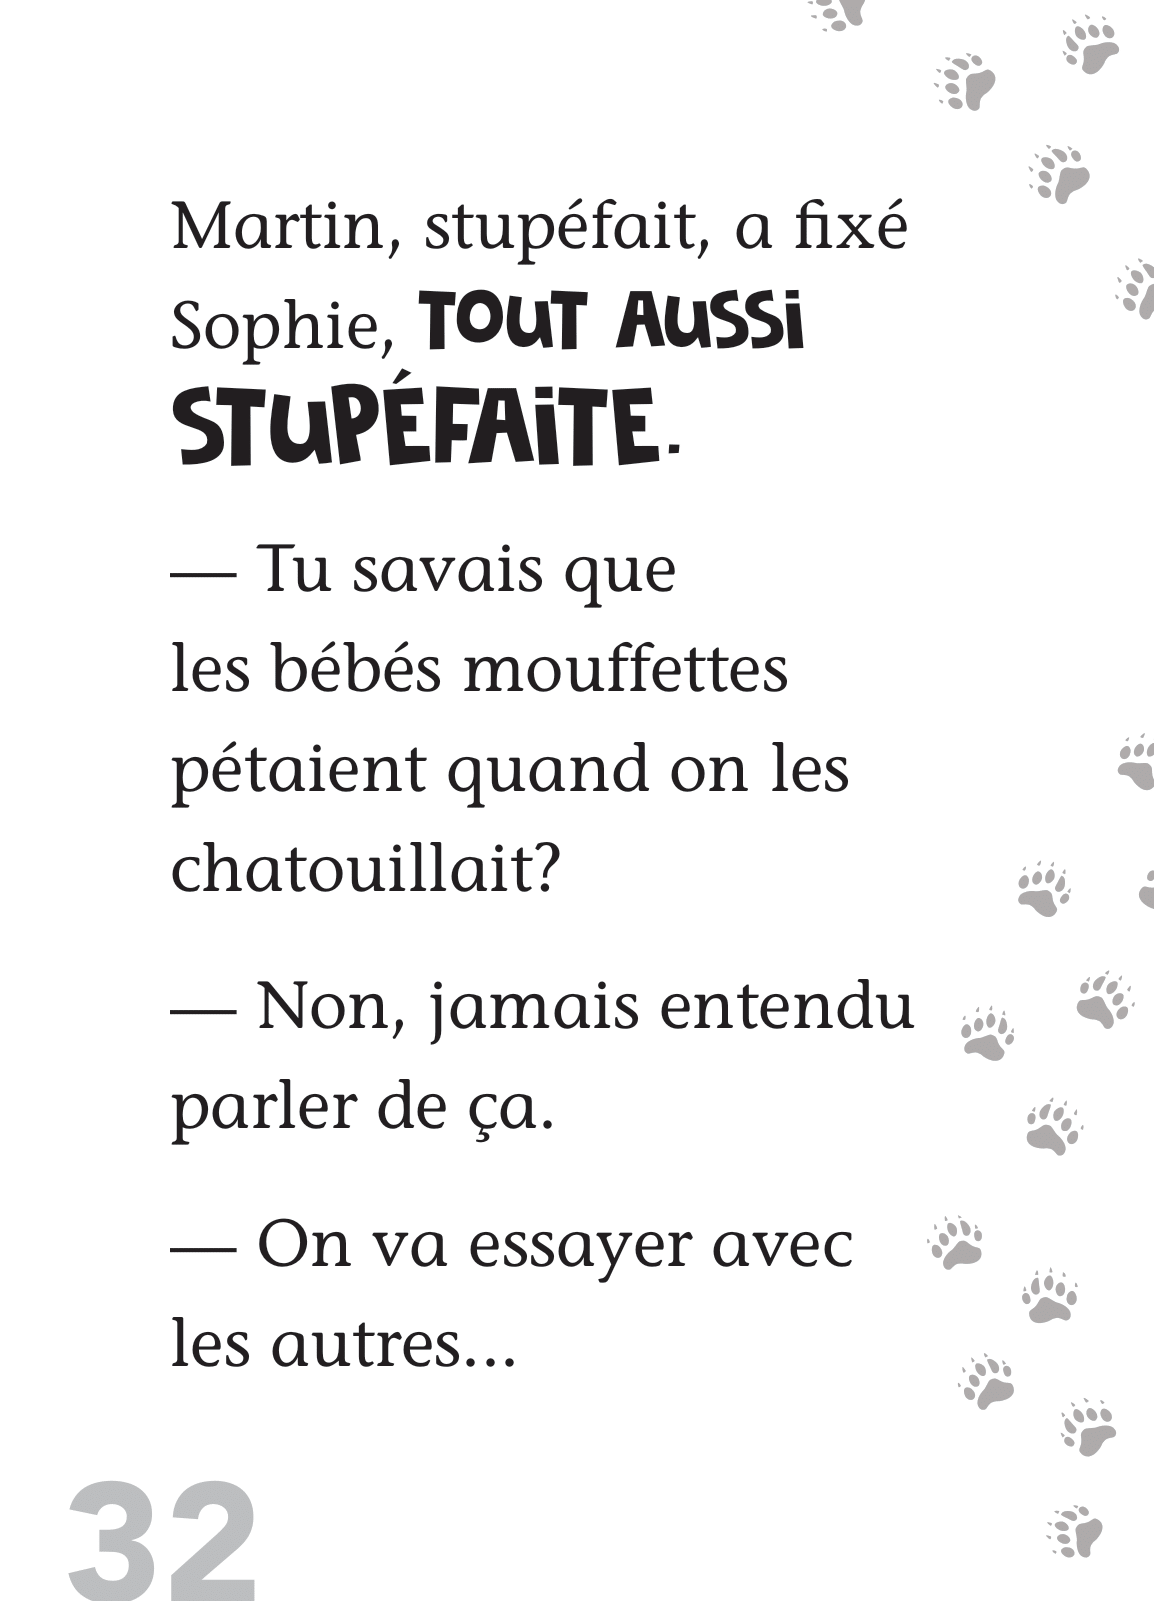 Martin, stupéfait, a fixé
Sophie, TOUT AUSSi
STUPÉFAiTE.
— Tu savais que
les bébés mouffettes
pétaient quand on les
chatouillait?
— Non, jamais entendu
parler de ça.
— On va essayer avec
les autres...
32